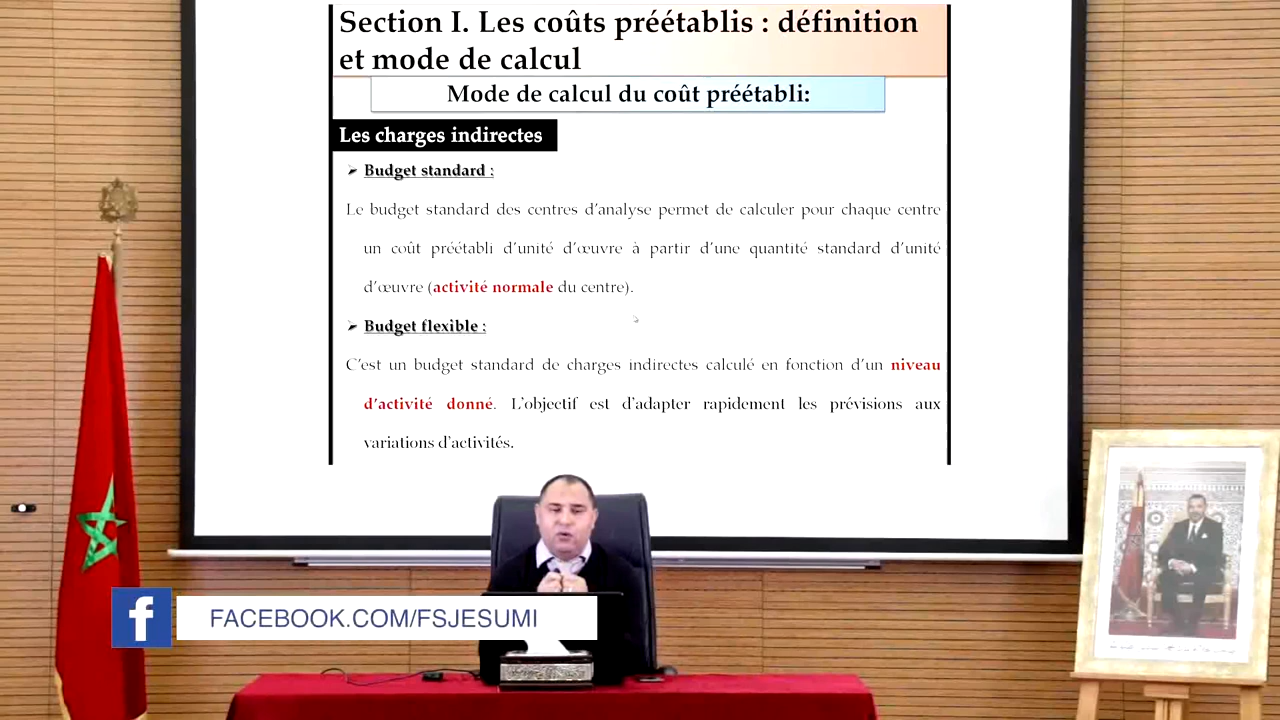 Section I. Les coûts préétablis : définition
et mode de calcul
Mode de calcul du coût préétabli:
Les charges indirectes
➢ Budget standard :
Le budget standard des centres d'analyse permet de calculer pour chaque centre
un coût préétabli d'unité d'œuvre à partir d'une quantité standard d'unité
d'œuvre (activité normale du centre).
➢ Budget flexible :
C'est un budget standard de charges indirectes calculé en fonction d'un niveau
d'activité donné. L'objectif est d'adapter rapidement les prévisions aux
variations d'activités.
f FACEBOOK.COM/FSJESUMI